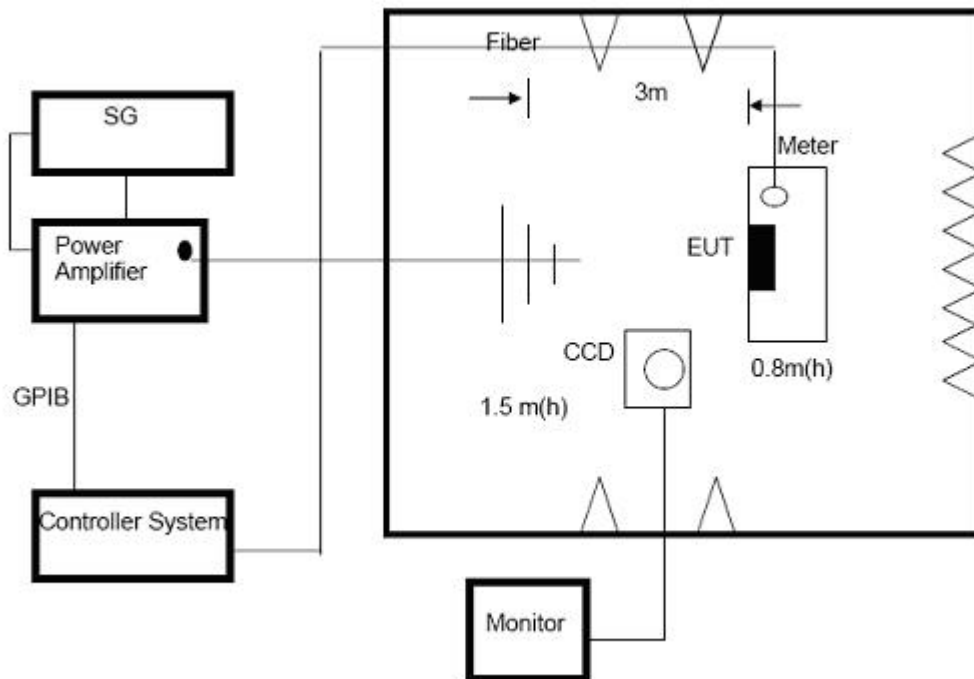 Fiber
3m
SG
Meter
Power
Amplifier
EUT
CCD
0.8m(h)
GPIB
1.5 m(h)
Controller System
Monitor